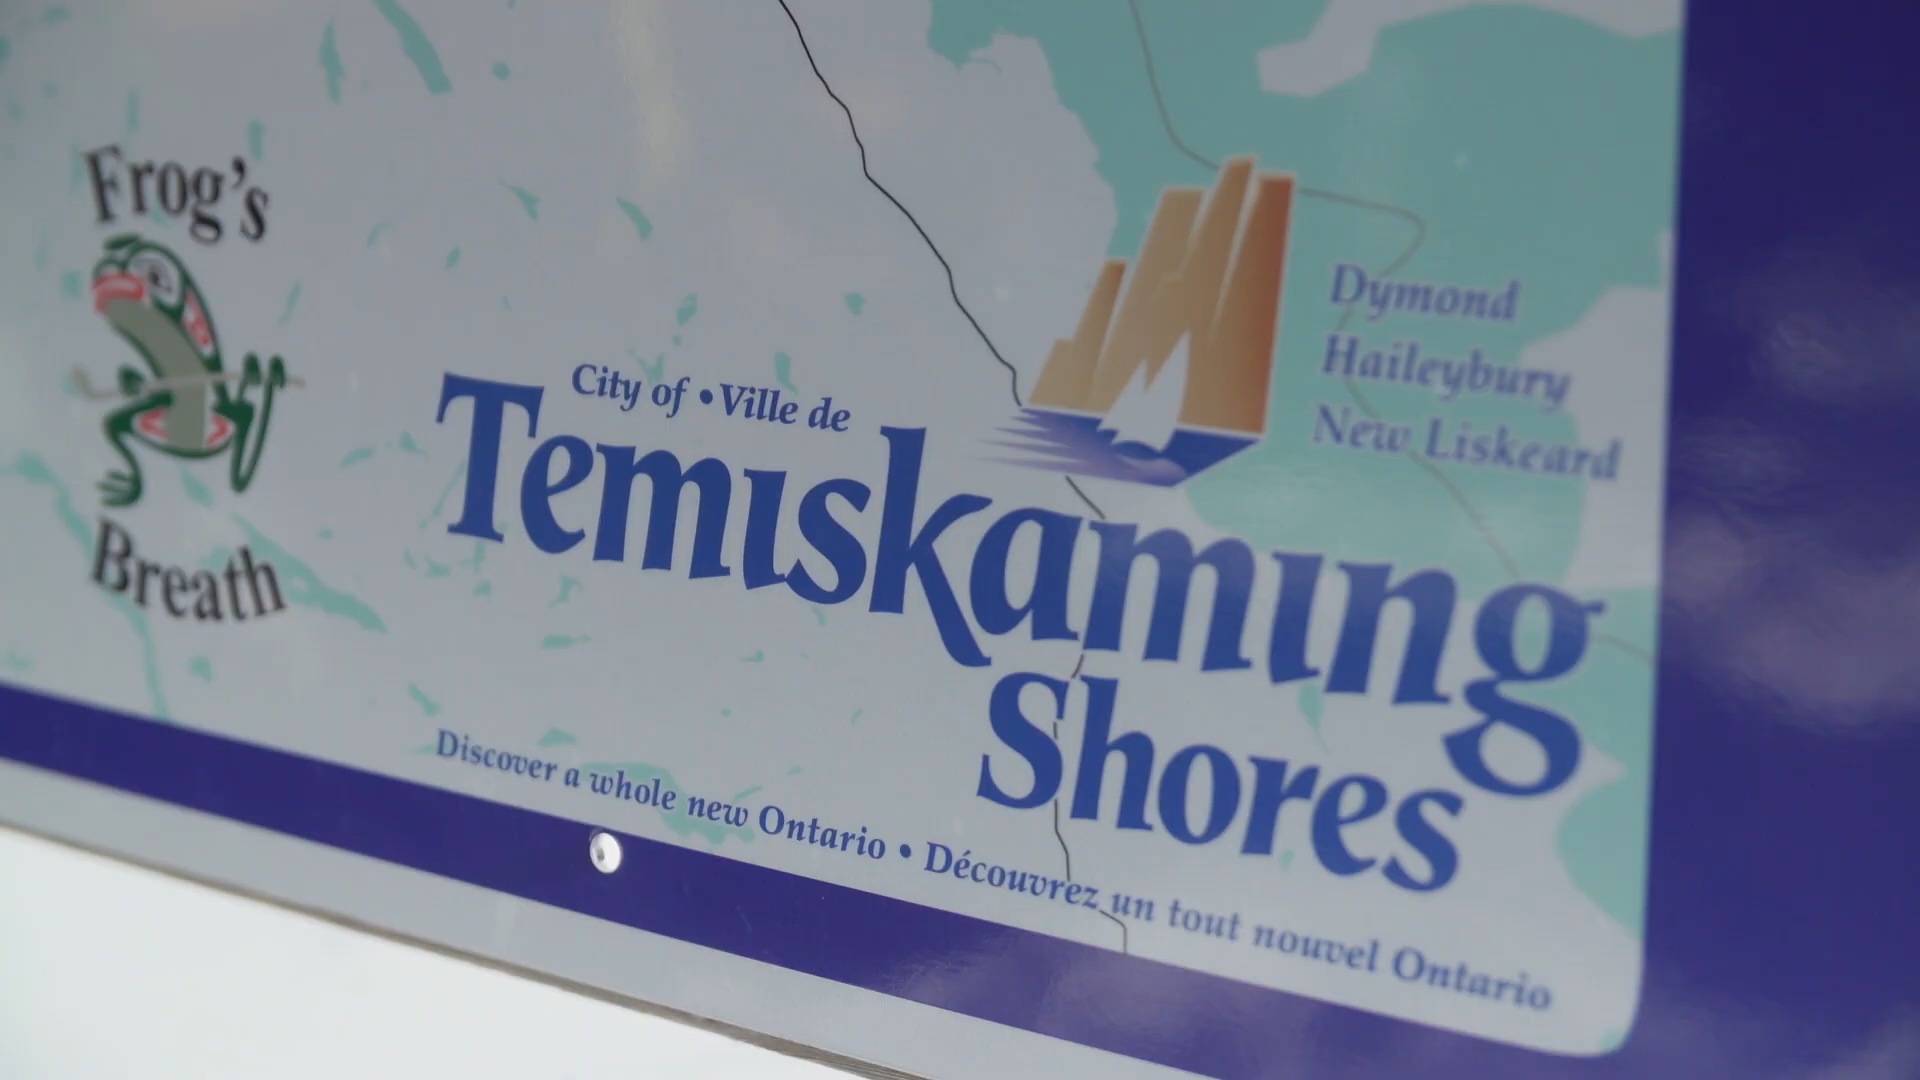 Frog's
Breath
City of • Ville de
Temiskaming
Shores
Dymond
Haileybury
New Liskeard
Discover a whole new Ontario • Découvrez un tout nouvel Ontario